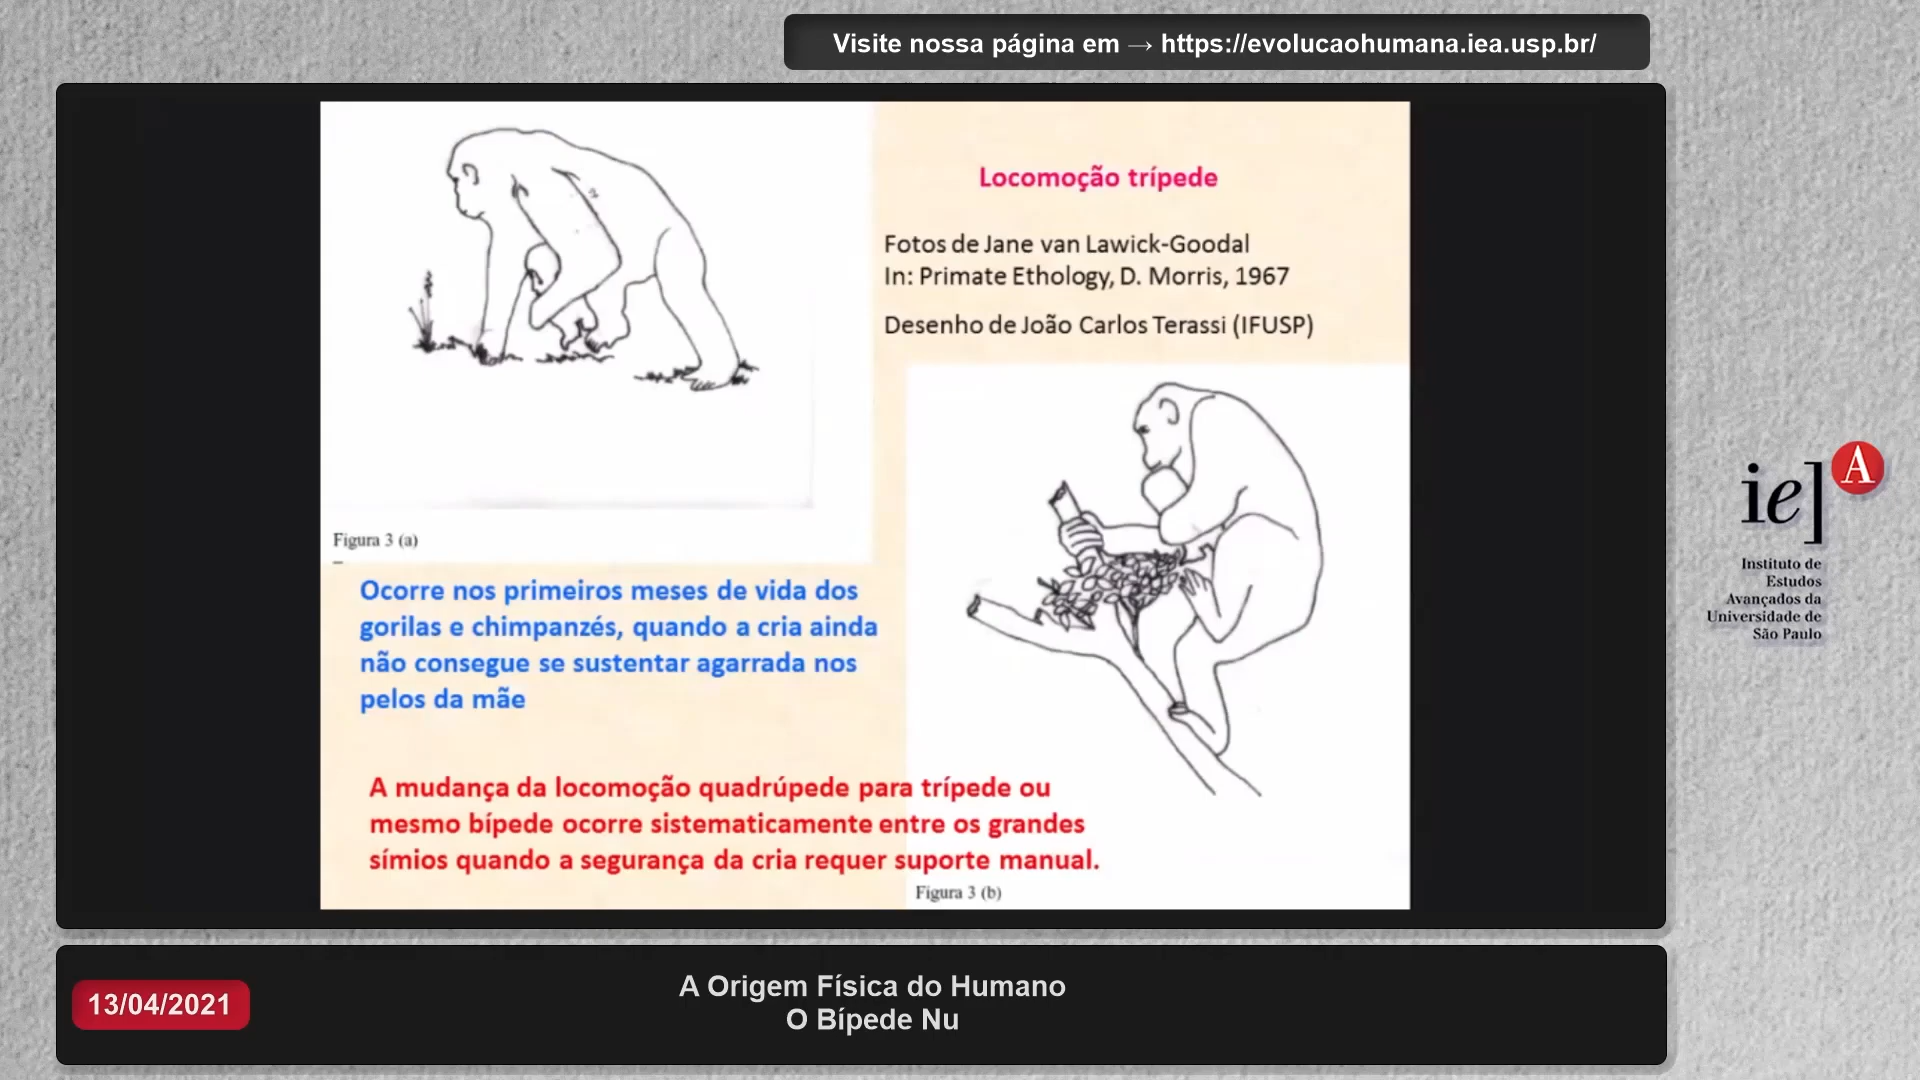 Visite nossa página em → https://evolucaohumana.iea.usp.br/
Locomoção trípede
Fotos de Jane van Lawick-Goodal
In: Primate Ethology, D. Morris, 1967
Desenho de João Carlos Terassi (IFUSP)
Figura 3 (a)
Ocorre nos primeiros meses de vida dos
gorilas e chimpanzés, quando a cria ainda
não consegue se sustentar agarrada nos
pelos da mãe
A mudança da locomoção quadrúpede para trípede ou
mesmo bípede ocorre sistematicamente entre os grandes
símios quando a segurança da cria requer suporte manual.
Figura 3 (b)
ie] A
Instituto de
Estudos
Avançados da
Universidade de
São Paulo
13/04/2021
A Origem Física do Humano
O Bípede Nu